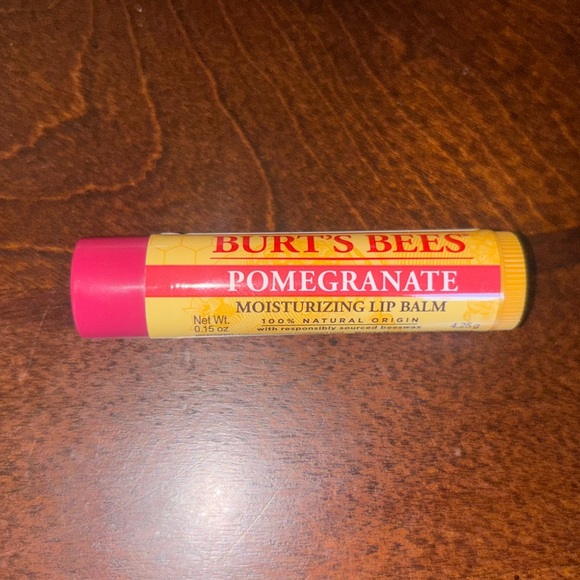 BURT'S BEES
POMEGRANATE
MOISTURIZING LIP BALM
Net Wt. 100% NATURAL ORIGIN
0.15 oz with responsibly sourced beeswax 4.25 g